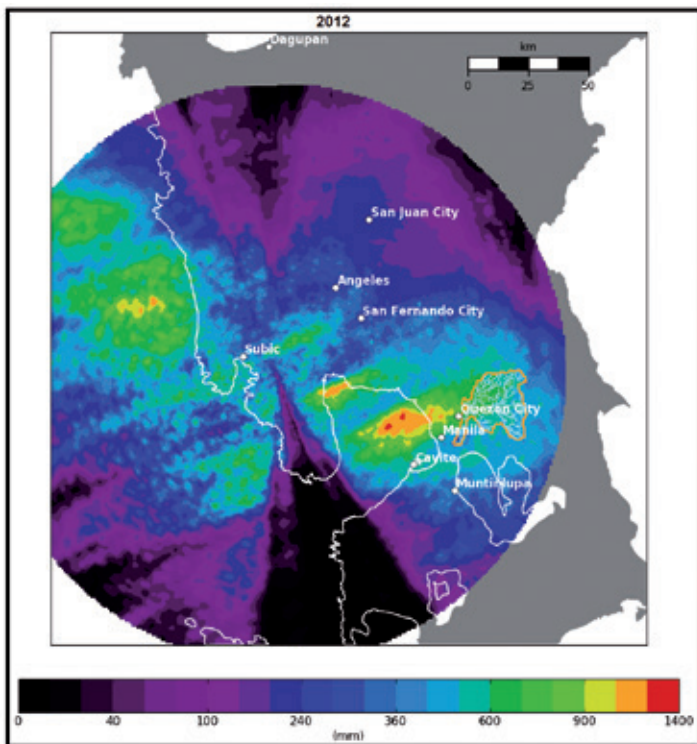 2012
Dagupan
km
0 25 50
San Juan City
Angeles
San Fernando City
Subic
Quezon City
Manila
Cavite
Muntinlupa
0 40 100 240 360 600 900 1400
(mm)